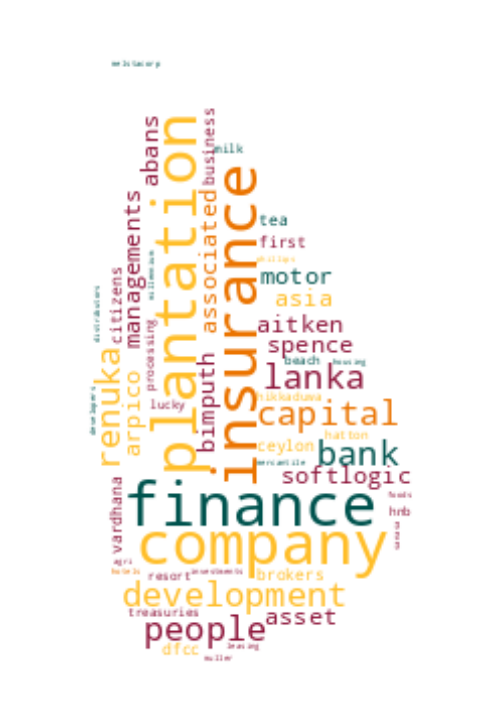 melstacorp
plantation
business
abans
milk
insurance
associated
managements
tea
first
phillips
millennium
motor
citizens
asia
distributors
aitken
processing
spence
renuka
bimputh
beach
housing
lanka
arpico
developers
hikkaduwa
lucky
capital
hatton
ceylon
bank
mercantile
softlogic
vardhana
finance
foods
hnb
company
agri
hotels
resort
investments
brokers
development
treasuries
asset
people
dfcc
leasing
muller